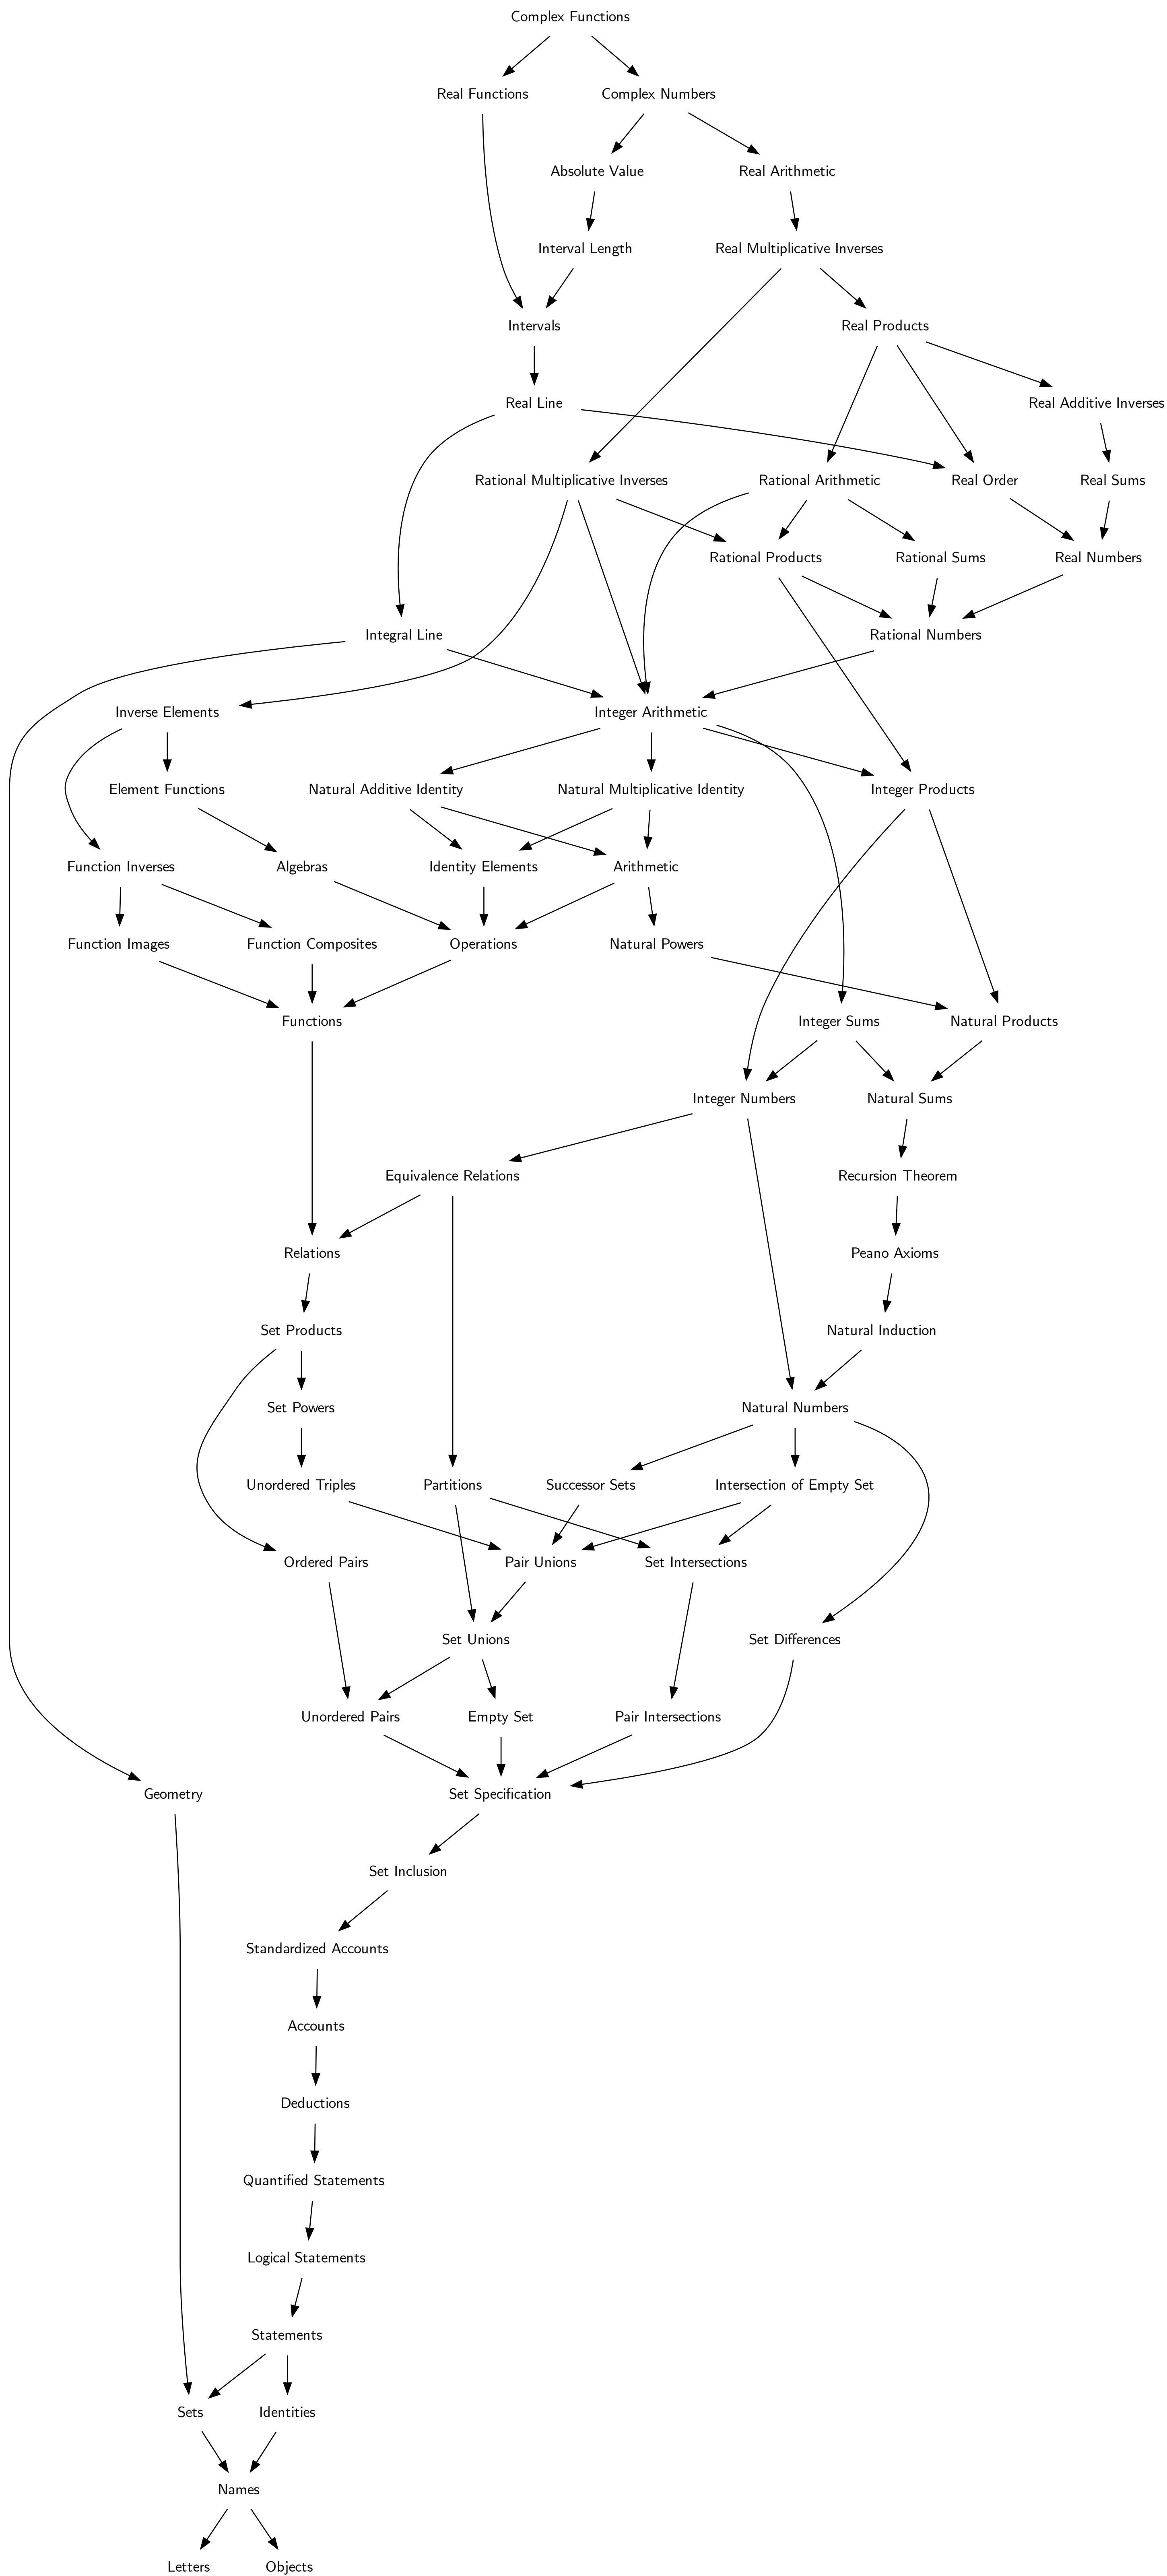 Complex Functions
Real Functions
Complex Numbers
Absolute Value
Real Arithmetic
Interval Length
Real Multiplicative Inverses
Intervals
Real Products
Real Line
Real Additive Inverses
Rational Multiplicative Inverses
Rational Arithmetic
Real Order
Real Sums
Rational Products
Rational Sums
Real Numbers
Integral Line
Rational Numbers
Inverse Elements
Integer Arithmetic
Element Functions
Natural Additive Identity
Natural Multiplicative Identity
Integer Products
Function Inverses
Algebras
Identity Elements
Arithmetic
Function Images
Function Composites
Operations
Natural Powers
Functions
Integer Sums
Natural Products
Integer Numbers
Natural Sums
Equivalence Relations
Recursion Theorem
Relations
Peano Axioms
Set Products
Natural Induction
Set Powers
Natural Numbers
Unordered Triples
Partitions
Successor Sets
Intersection of Empty Set
Ordered Pairs
Pair Unions
Set Intersections
Set Unions
Set Differences
Unordered Pairs
Empty Set
Pair Intersections
Geometry
Set Specification
Set Inclusion
Standardized Accounts
Accounts
Deductions
Quantified Statements
Logical Statements
Statements
Sets
Identities
Names
Letters
Objects